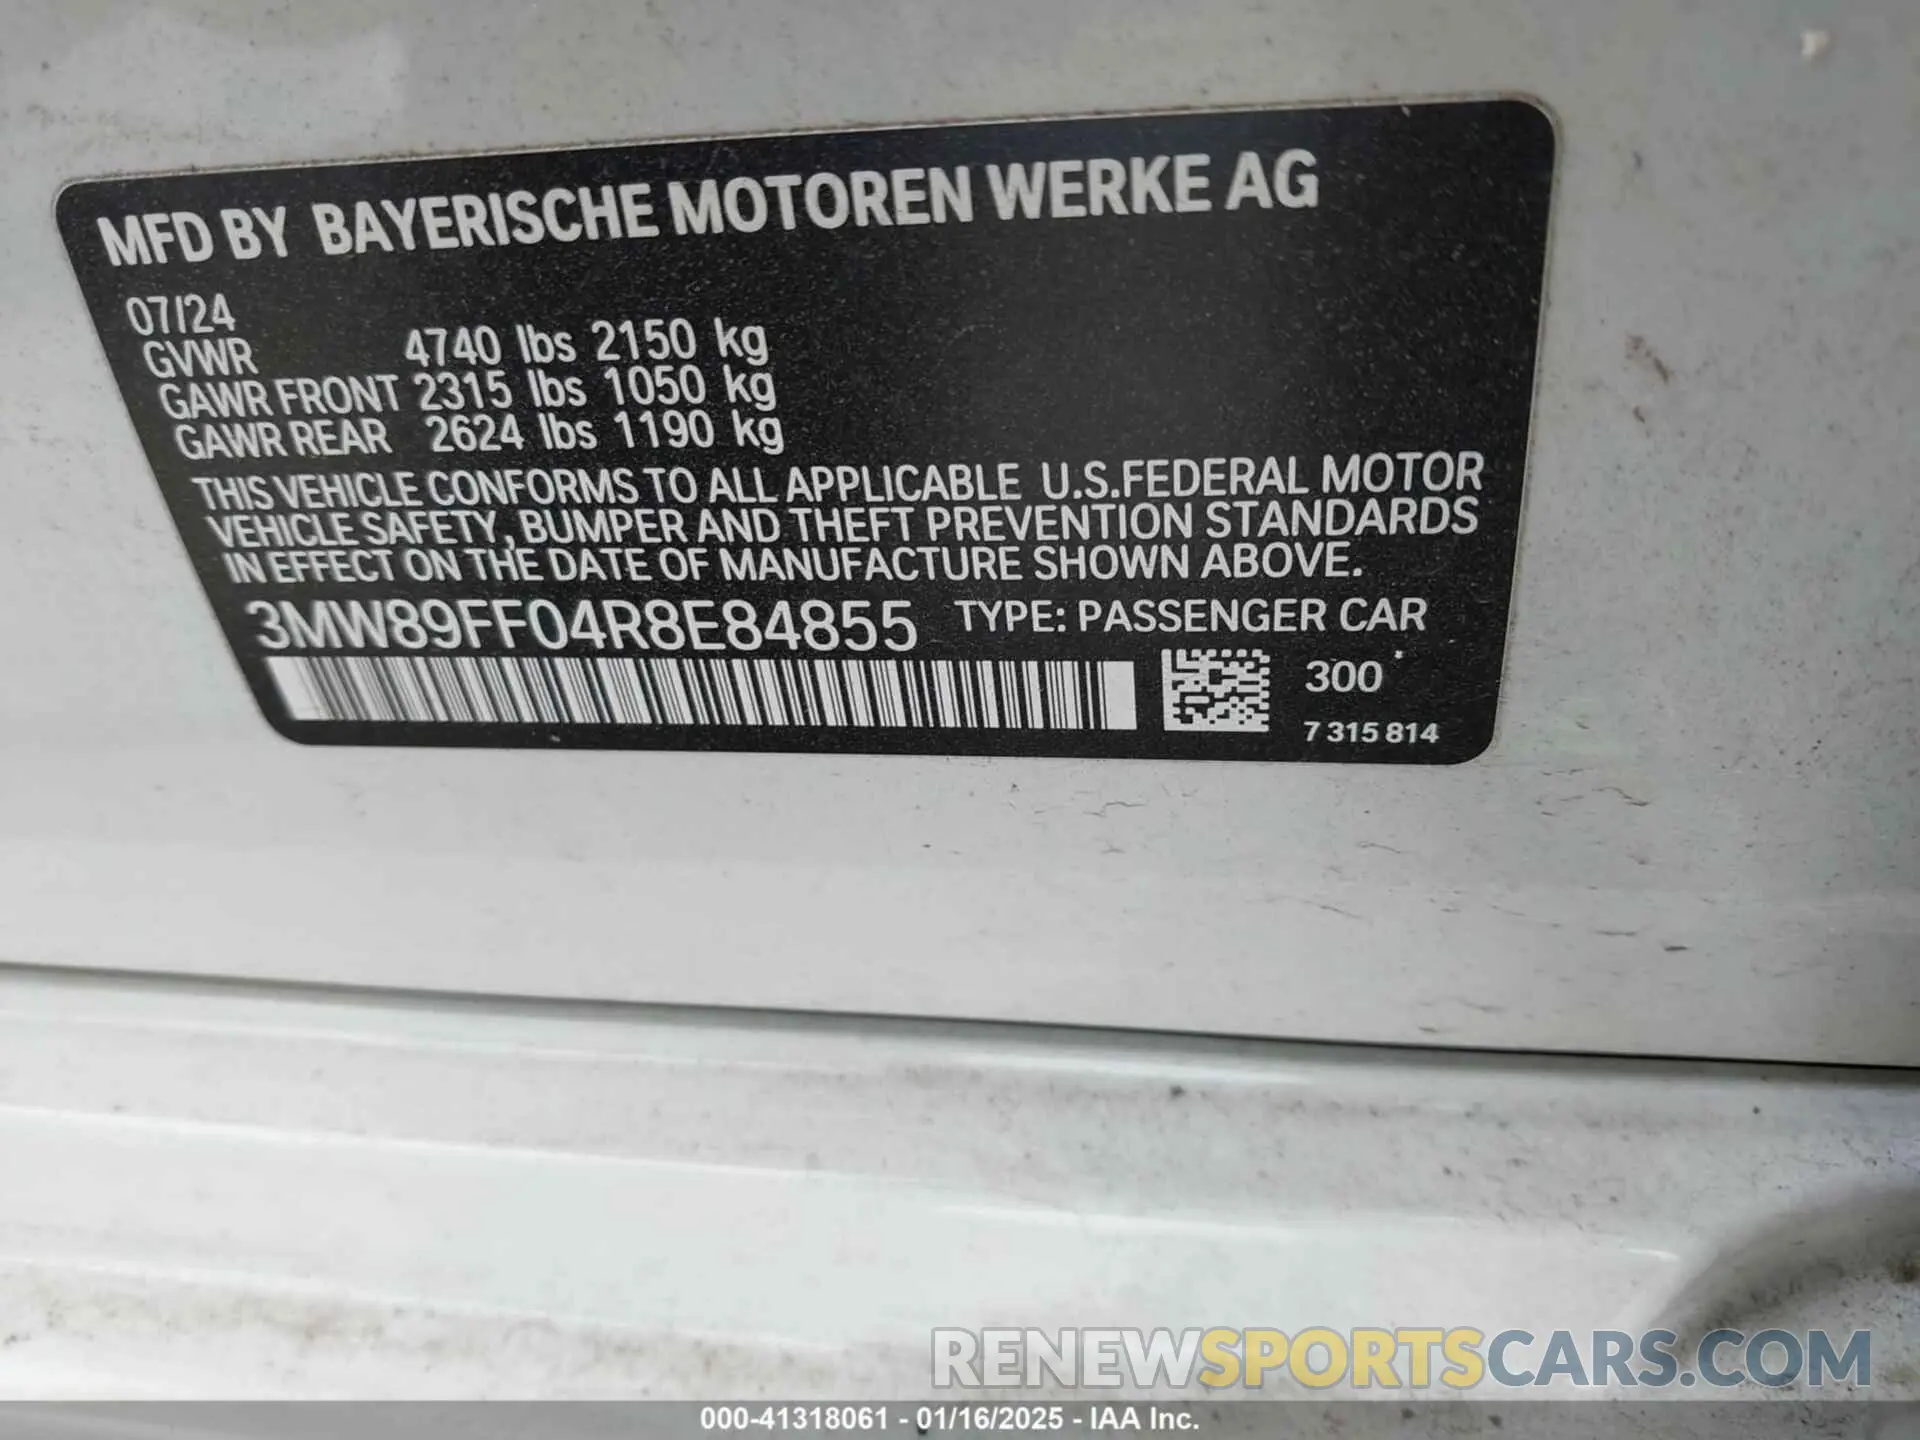 MFD BY BAYERISCHE MOTOREN WERKE AG
07/24
GVWR 4740 lbs 2150 kg
GAWR FRONT 2315 lbs 1050 kg
GAWR REAR 2624 lbs 1190 kg
THIS VEHICLE CONFORMS TO ALL APPLICABLE U.S.FEDERAL MOTOR
VEHICLE SAFETY, BUMPER AND THEFT PREVENTION STANDARDS
IN EFFECT ON THE DATE OF MANUFACTURE SHOWN ABOVE.
3MW89FF04R8E84855 TYPE: PASSENGER CAR
300
7 315 814
RENEWSPORTSCARS.COM
000-41318061 - 01/16/2025 - IAA Inc.